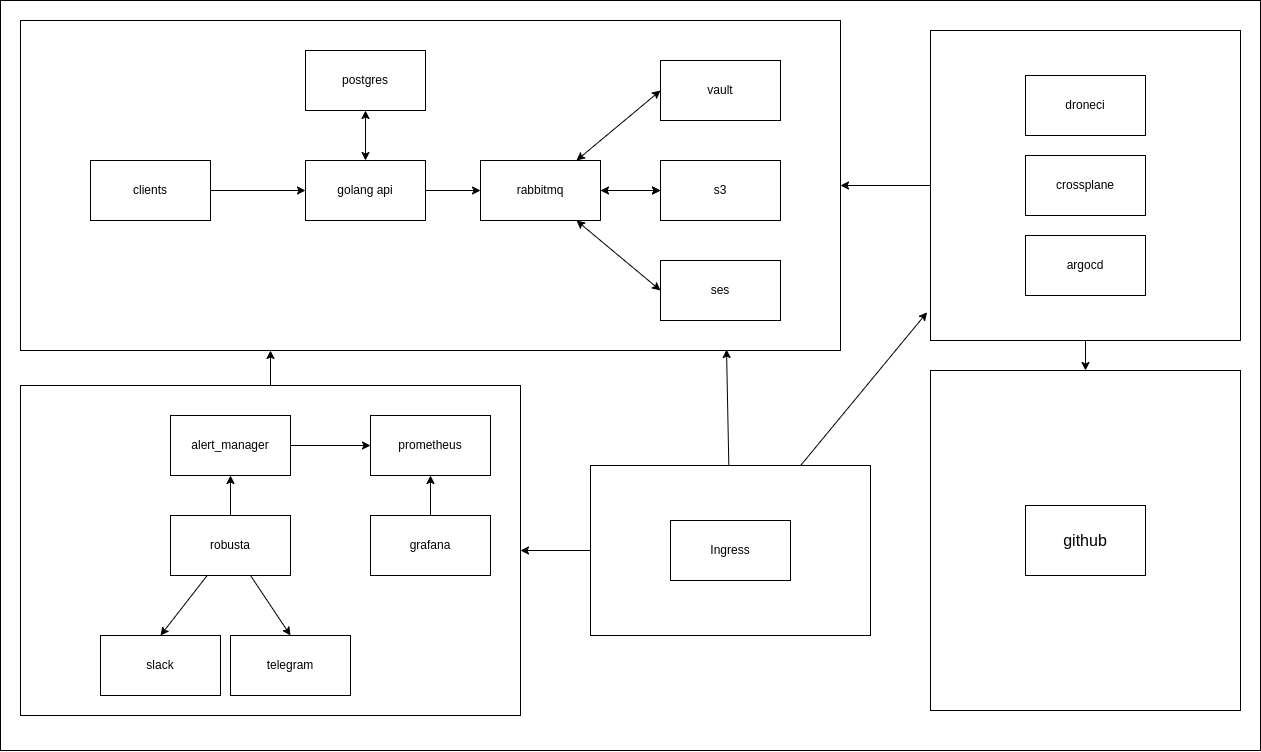 postgres
vault
clients
golang api
rabbitmq
s3
ses
droneci
crossplane
argocd
alert_manager
prometheus
robusta
grafana
slack
telegram
Ingress
github